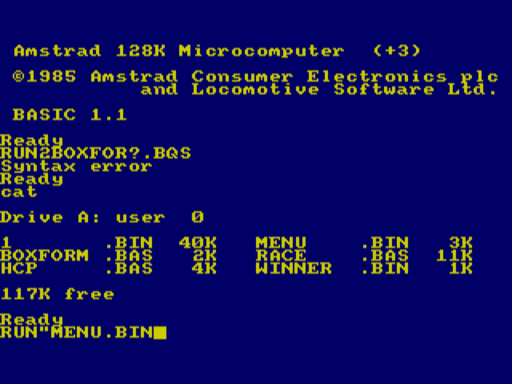 Amstrad 128K Microcomputer (+3)
©1985 Amstrad Consumer Electronics plc
and Locomotive Software Ltd.
BASIC 1.1
Ready
RUN2BOXFOR?.BQS
Syntax error
Ready
cat
Drive A: user 0
1 .BIN 40K MENU .BIN 3K
BOXFORM .BAS 2K RACE .BAS 11K
HCP .BAS 4K WINNER .BIN 1K
117K free
Ready
RUN"MENU.BIN